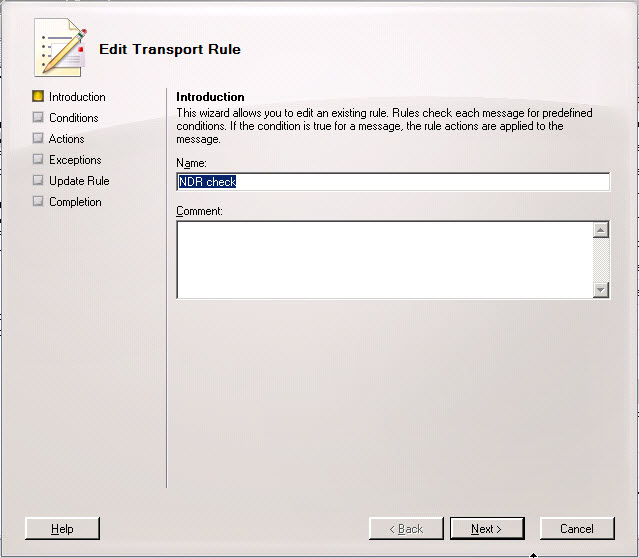 Edit Transport Rule
Introduction
Conditions
Actions
Exceptions
Update Rule
Completion
Introduction
This wizard allows you to edit an existing rule. Rules check each message for predefined
conditions. If the condition is true for a message, the rule actions are applied to the
message.
Name:
NDR check
Comment:
Help
< Back
Next >
Cancel